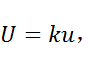 U = ku,